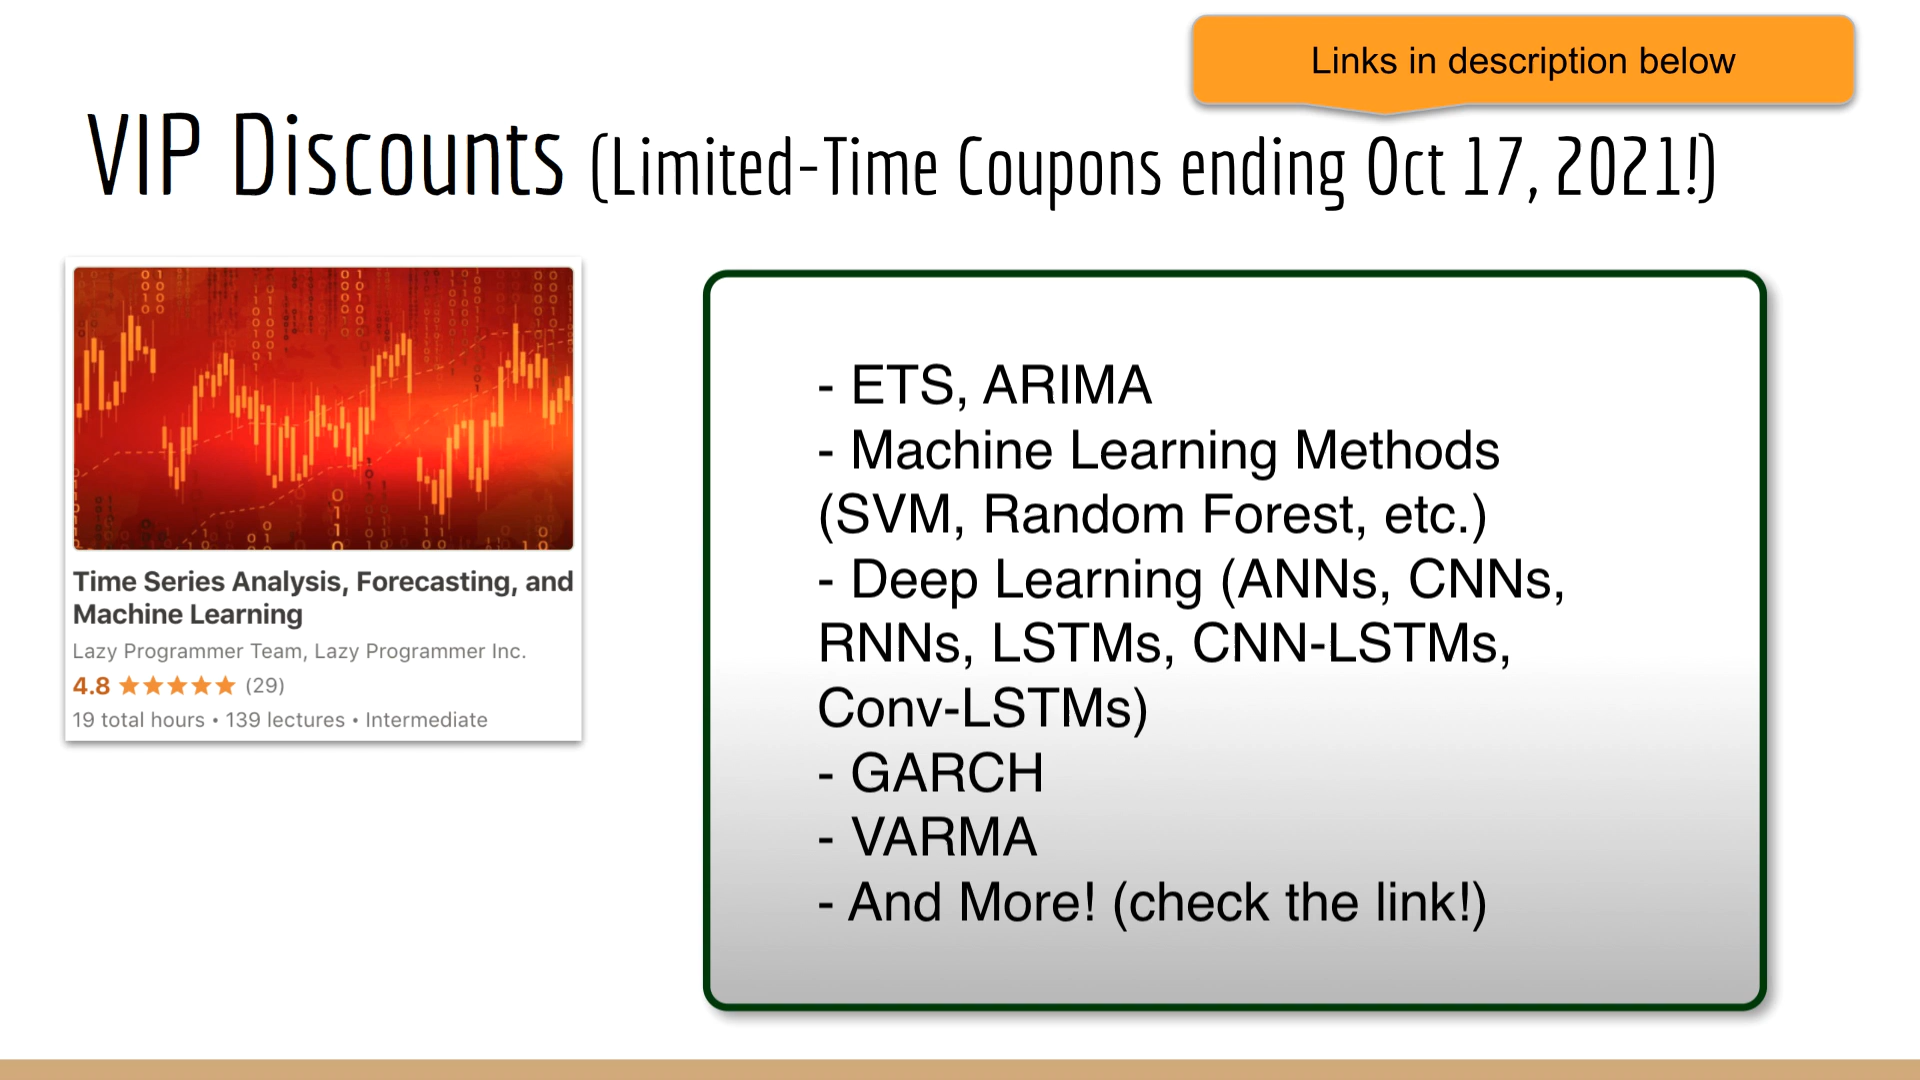 Links in description below
VIP Discounts (Limited-Time Coupons ending Oct 17, 2021!)
Time Series Analysis, Forecasting, and
Machine Learning
Lazy Programmer Team, Lazy Programmer Inc.
4.8 ★★★★★ (29)
19 total hours • 139 lectures • Intermediate
- ETS, ARIMA
- Machine Learning Methods
(SVM, Random Forest, etc.)
- Deep Learning (ANNs, CNNs,
RNNs, LSTMs, CNN-LSTMs,
Conv-LSTMs)
- GARCH
- VARMA
- And More! (check the link!)